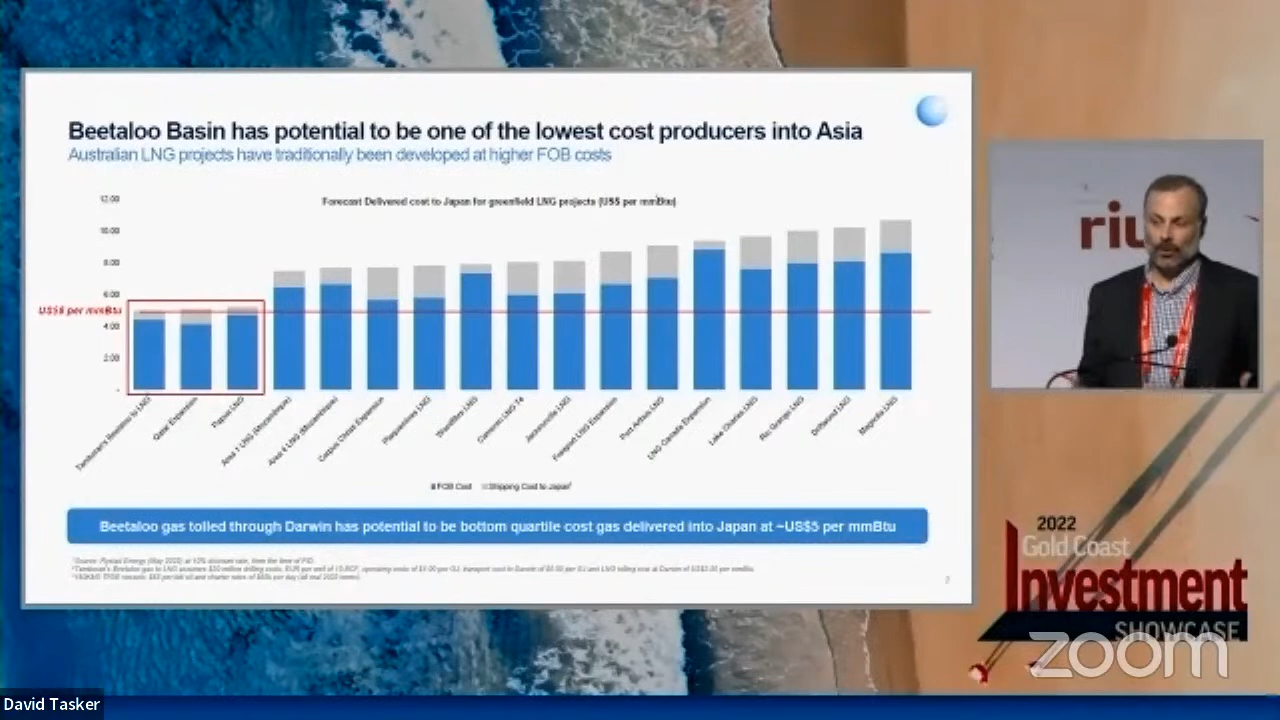 Beetaloo Basin has potential to be one of the lowest cost producers into Asia
Australian LNG projects have traditionally been developed at higher FOB costs
Forecast Delivered cost to Japan for greenfield LNG projects (US$ per mmBtu)
12.00
10.00
8.00
6.00
US$5 per mmBtu
4.00
2.00
-
Tamboran's Beetaloo to LNG
Qatar Expansion
Papua LNG
Area 1 LNG (Mozambique)
Area 4 LNG (Mozambique)
Corpus Christi Expansion
Plaquemines LNG
Woodfibre LNG
Cameron LNG T4
Jacksonville LNG
Freeport LNG Expansion
Port Arthur LNG
LNG Canada Expansion
Lake Charles LNG
Rio Grande LNG
Driftwood LNG
Magnolia LNG
FOB Cost
Shipping Cost to Japan
Beetaloo gas tolled through Darwin has potential to be bottom quartile cost gas delivered into Japan at ~US$5 per mmBtu
riu
2022
Gold Coast
Investment
SHOWCASE
zoom
David Tasker